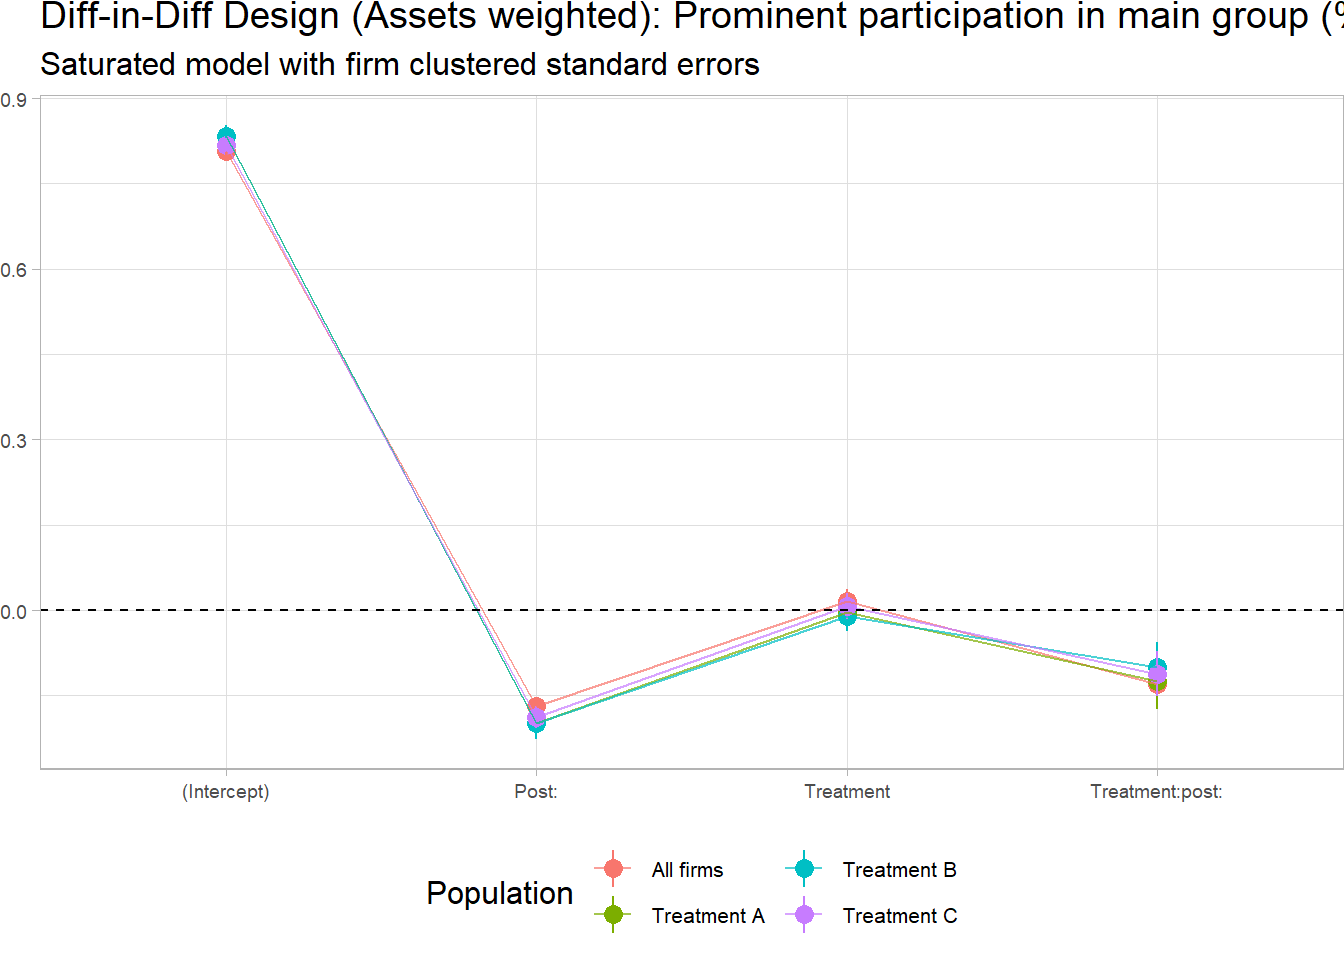 Diff-in-Diff Design (Assets weighted): Prominent participation in main group (%
Saturated model with firm clustered standard errors
0.9
0.6
0.3
0.0
(Intercept) Post: Treatment Treatment:post:
Population
All firms Treatment B
Treatment A Treatment C